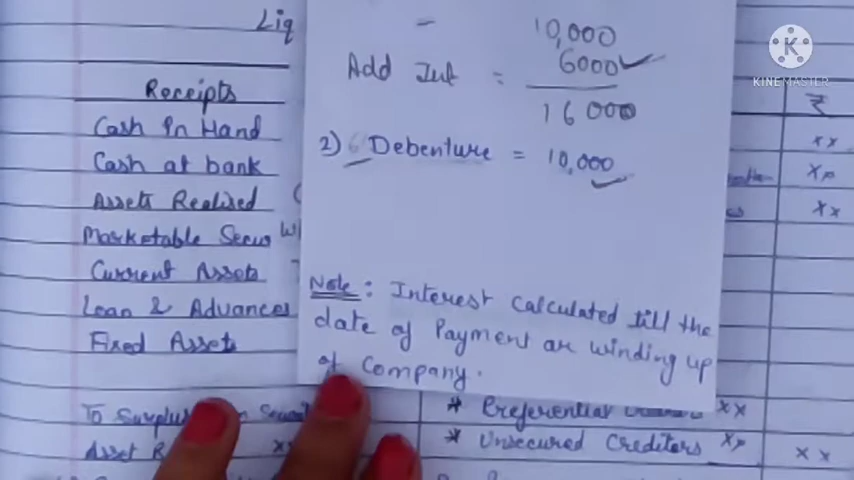 Liq
KINEMASTER
Receipts
Cash In Hand
Cash at bank
Assets Realised
Marketable Secu
Current Assets
Loan & Advances
Fixed Assets
To Surplus
Asset R
10,000
Add Int = 6000
16000
2) Debenture = 10,000
Note: Interest Calculated till the
date of Payment or winding up
of Company.
* Preferential xx
* Unsecured Creditors xx xx
₹
xx
xx
xx